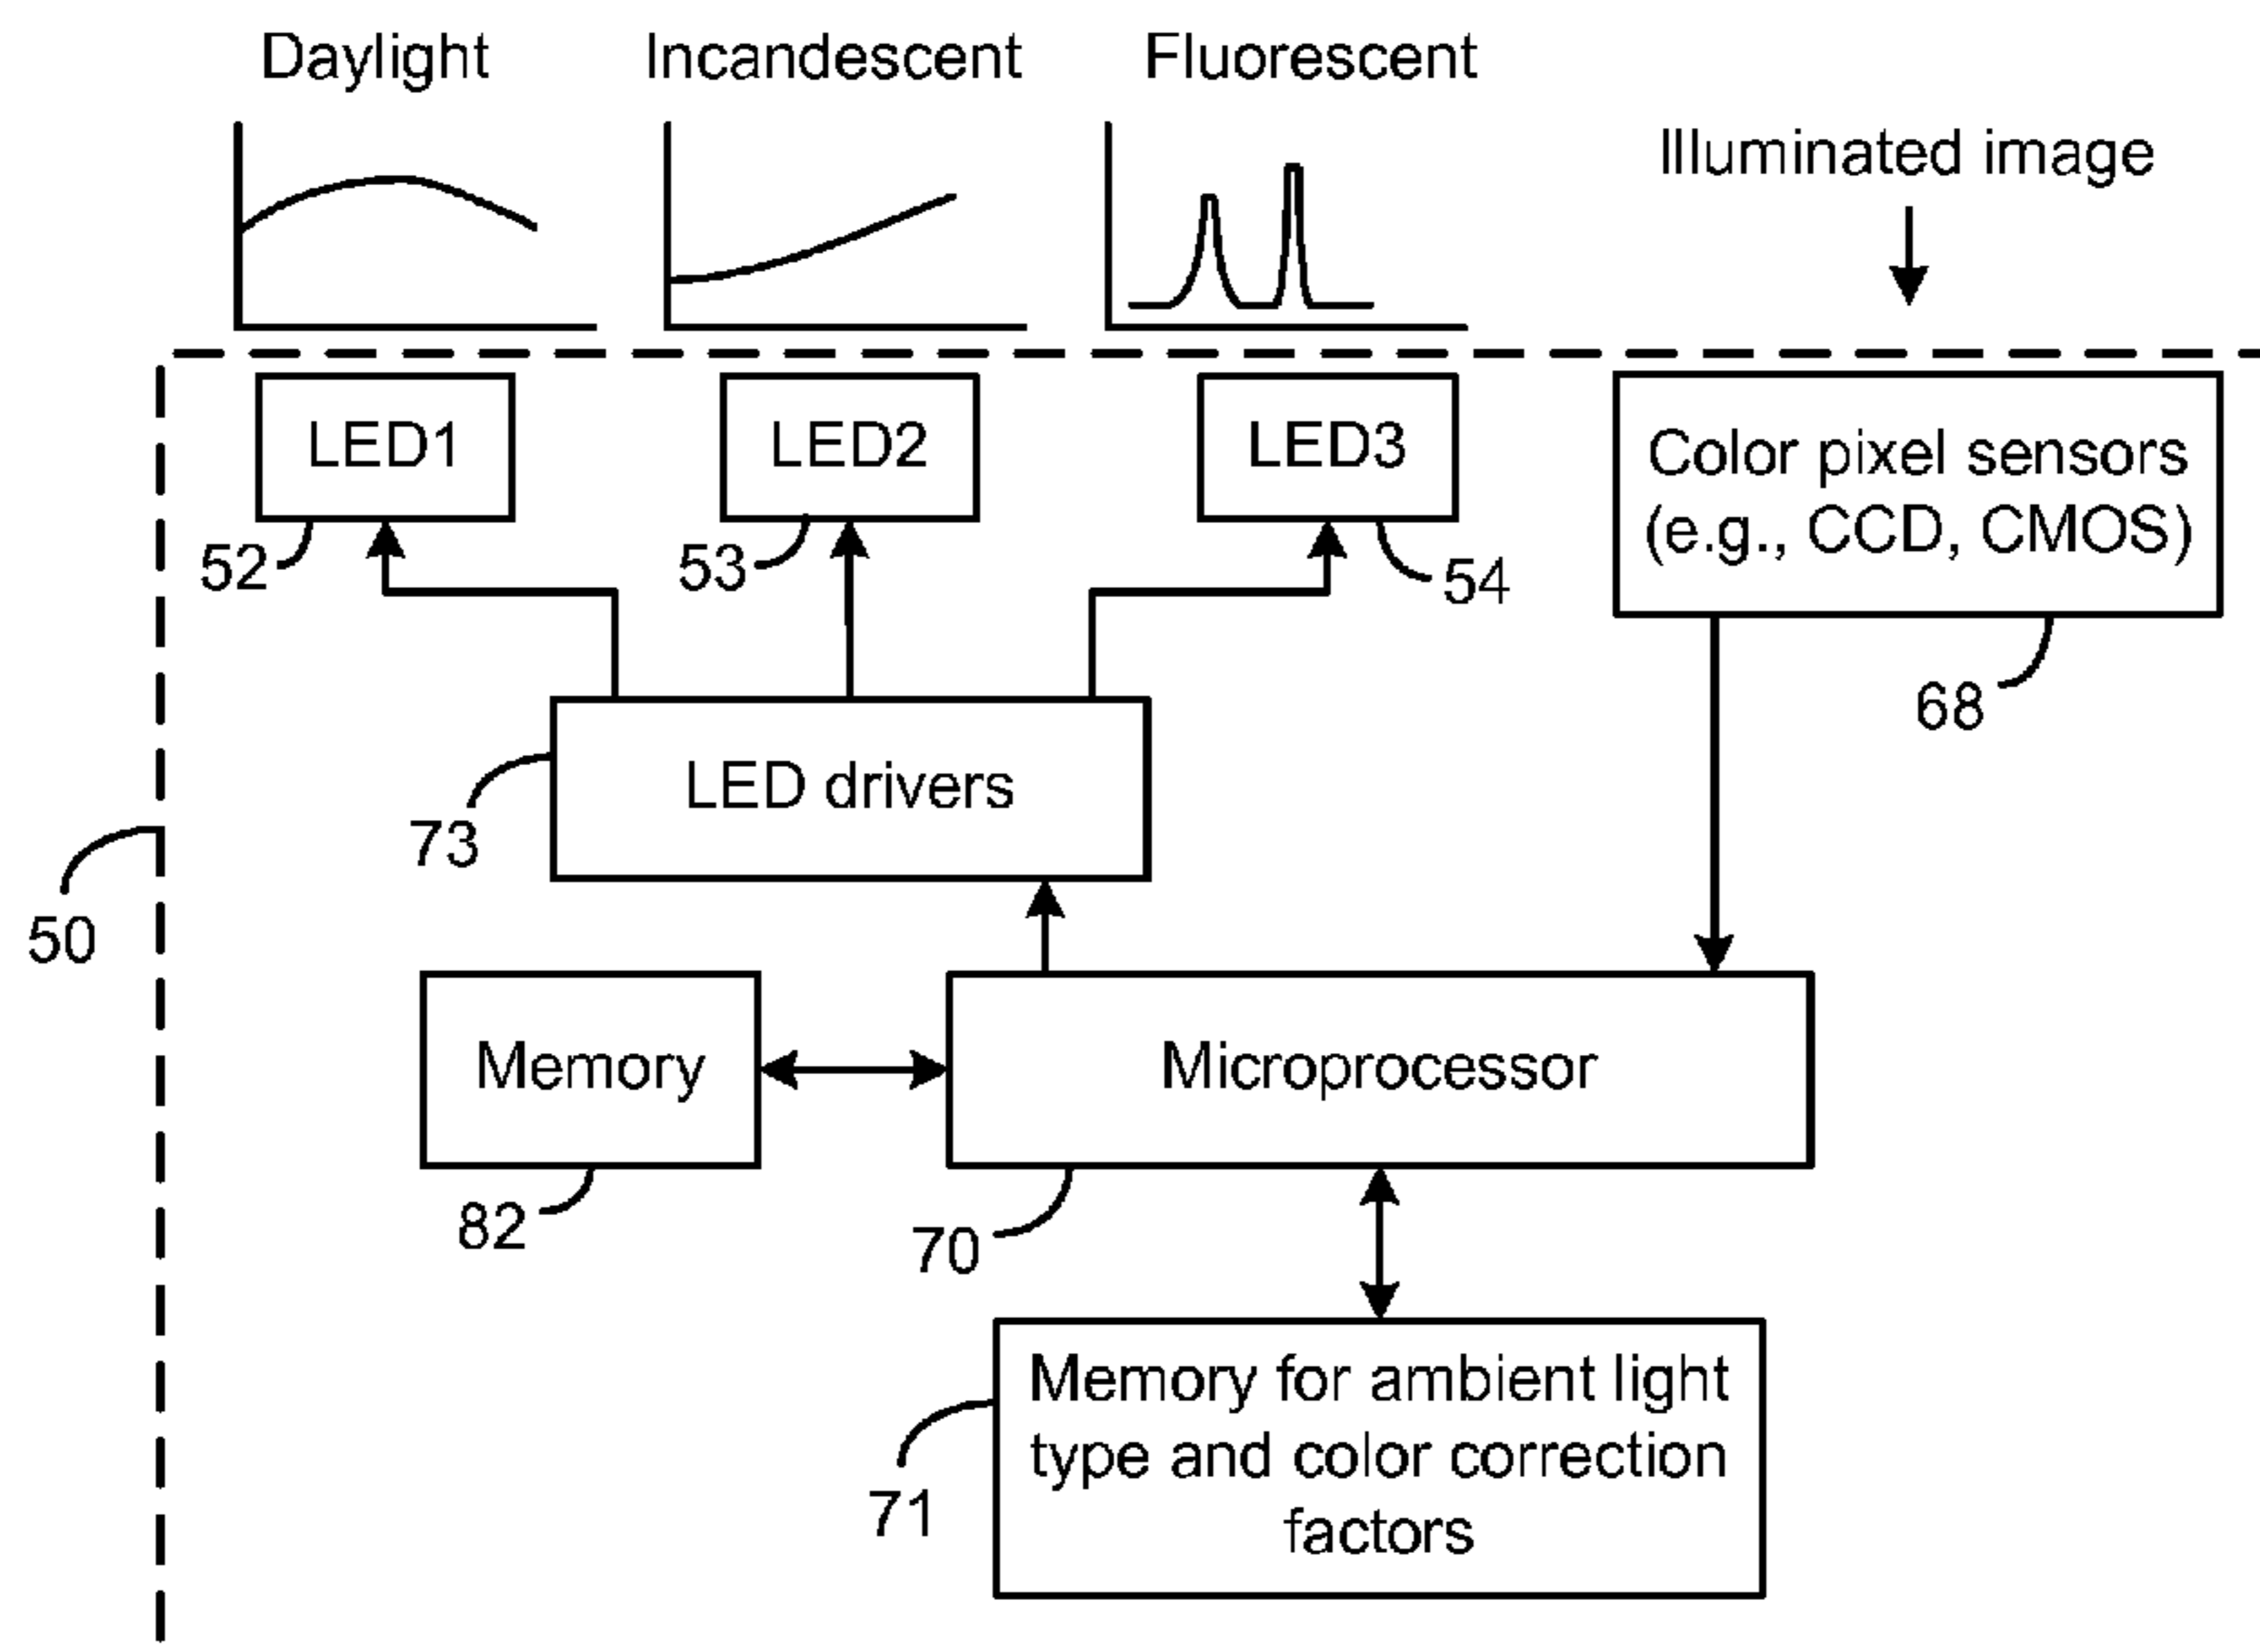 Daylight
Incandescent
Fluorescent
Illuminated image
LED1
LED2
LED3
Color pixel sensors
(e.g., CCD, CMOS)
52
53
54
68
LED drivers
73
50
Memory
Microprocessor
82
70
Memory for ambient light
type and color correction
factors
71